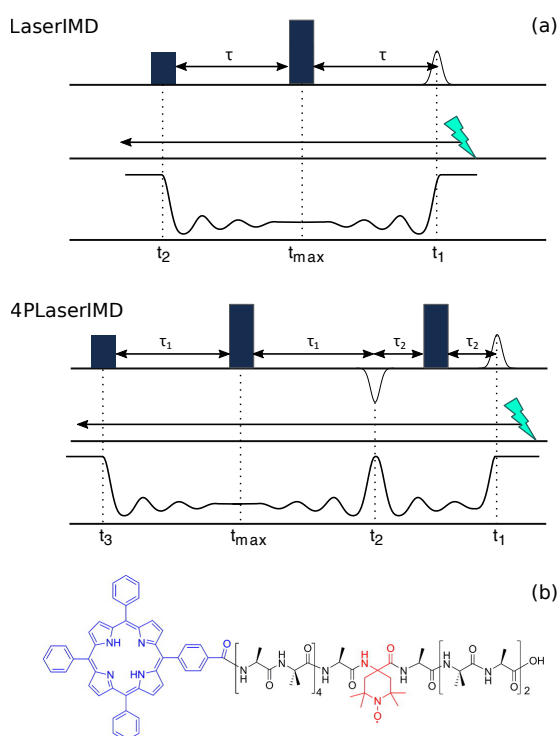 LaserIMD (a)
τ τ
t2 tmax t1
4PLaserIMD
τ1 τ1 τ2 τ2
t3 tmax t2 t1
(b)
O H N O H N O H N O H N O
NH N
OH
N H O N H 4 O N H O N H 2 O
N HN
N
O•